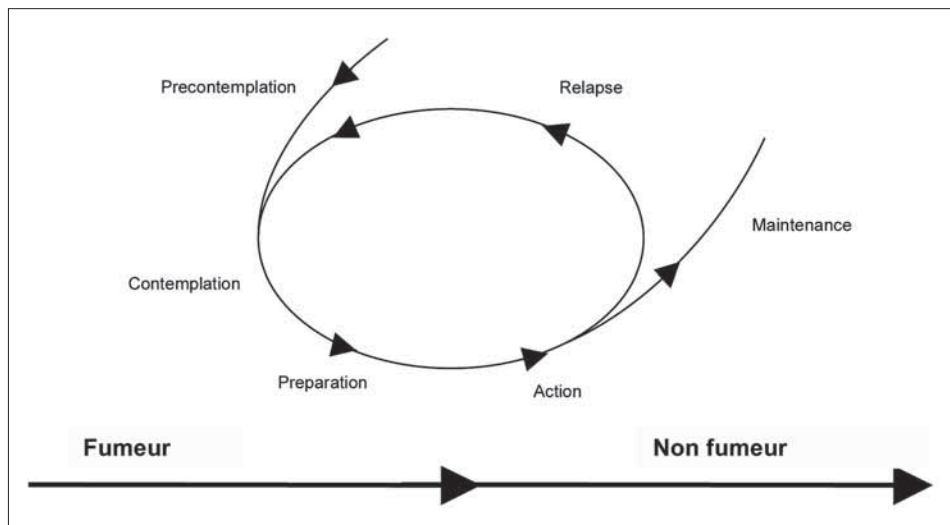 Precontemplation
Relapse
Maintenance
Contemplation
Preparation
Action
Fumeur
Non fumeur